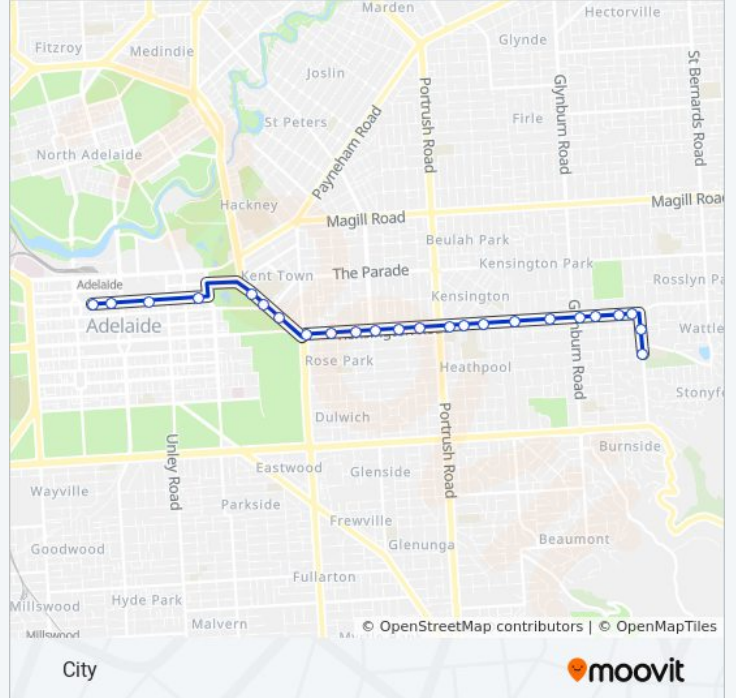 Marden
Hectorville
Fitzroy
Medindie
Glynde
Joslin
St Bernards Road
Portrush Road
Glynburn Road
St Peters
Firle
Payneham Road
North Adelaide
Hackney
Magill Road
Magill Roa
Beulah Park
Kensington Park
Kent Town
The Parade
Rosslyn Pa
Adelaide
Kensington
Adelaide
Glynburn Road
Wattle
Rose Park
Heathpool
Stonyfe
Dulwich
Portrush Road
Unley Road
Burnside
Eastwood
Glenside
Wayville
Parkside
Frewville
Goodwood
Glenunga
Beaumont
Fullarton
Millswood
Hyde Park
Malvern
Millswood
© OpenStreetMap contributors | © OpenMapTiles
City
moovit